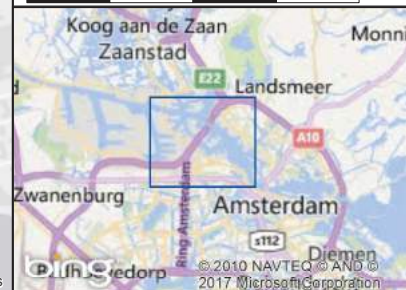 Koog aan de Zaan
Zaanstad
Monni
E22
Landsmeer
A10
Zwanenburg
Ring Amsterdam
Amsterdam
s112
Diemen
bing
© 2010 NAVTEQ © AND ©
2017 Microsoft Corporation